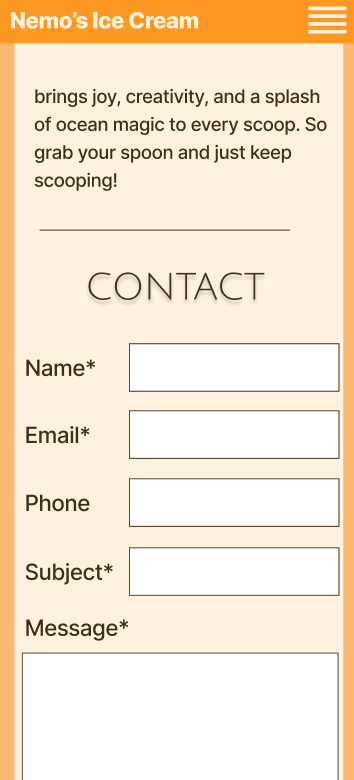 Nemo's Ice Cream
brings joy, creativity, and a splash
of ocean magic to every scoop. So
grab your spoon and just keep
scooping!
CONTACT
Name*
Email*
Phone
Subject*
Message*